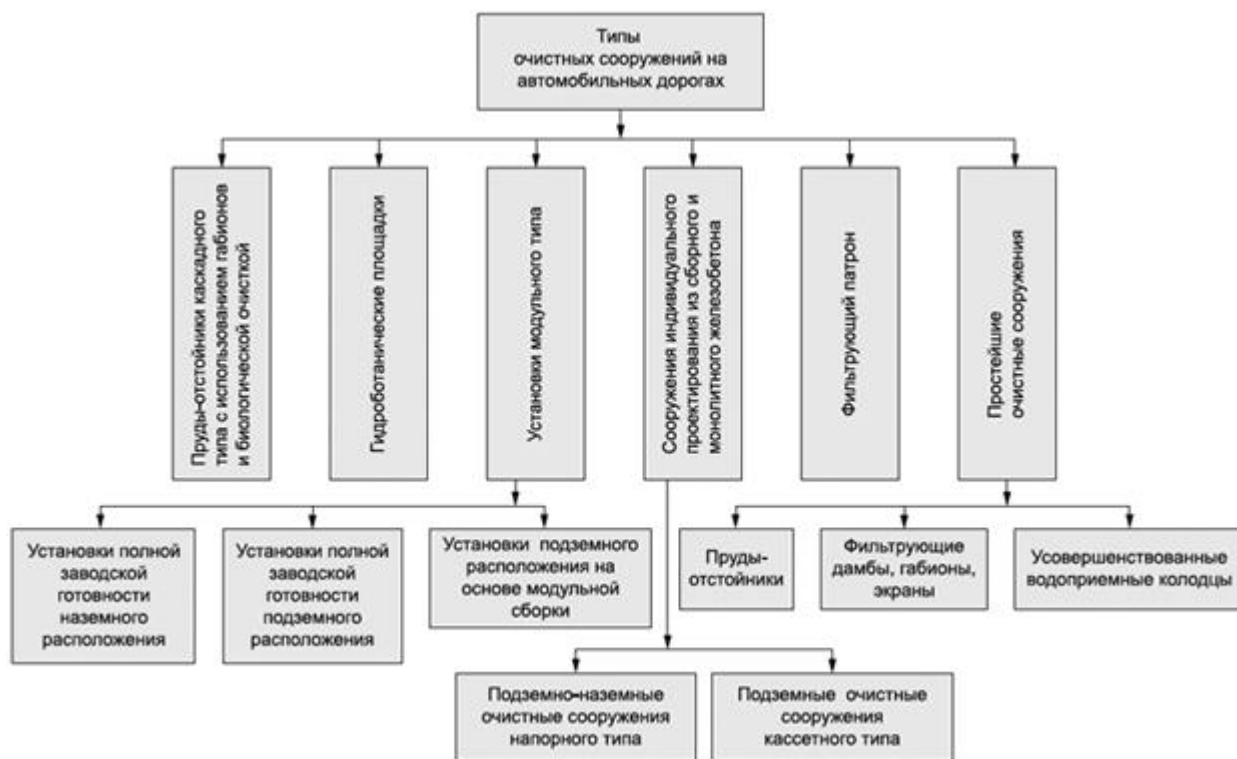 Типы
очистных сооружений на
автомобильных дорогах
Пруды-отстойники каскадного
типа с использованием габионов
и биологической очисткой
Гидроботанические площадки
Установки модульного типа
Сооружения индивидуального
проектирования из сборного и
монолитного железобетона
Фильтрующий патрон
Простейшие
очистные сооружения
Установки полной
заводской
готовности
наземного
расположения
Установки полной
заводской
готовности
подземного
расположения
Установки подземного
расположения на
основе модульной
сборки
Пруды-
отстойники
Фильтрующие
дамбы, габионы,
экраны
Усовершенствованные
водоприемные колодцы
Подземно-наземные
очистные сооружения
напорного типа
Подземные очистные
сооружения
кассетного типа